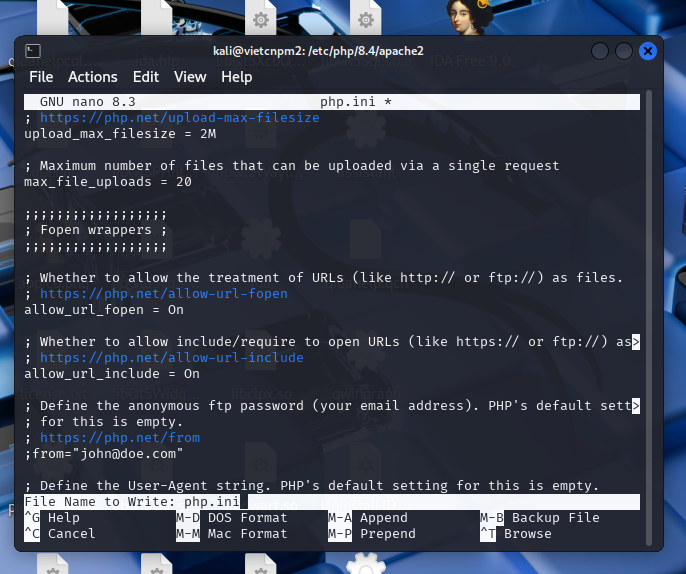 IDA Free 9.0
kali@vietcnpm2: /etc/php/8.4/apache2
File Actions Edit View Help
GNU nano 8.3 php.ini *
; https://php.net/upload-max-filesize
upload_max_filesize = 2M
; Maximum number of files that can be uploaded via a single request
max_file_uploads = 20
;;;;;;;;;;;;;;;;;;
; Fopen wrappers ;
;;;;;;;;;;;;;;;;;;
; Whether to allow the treatment of URLs (like http:// or ftp://) as files.
; https://php.net/allow-url-fopen
allow_url_fopen = On
; Whether to allow include/require to open URLs (like https:// or ftp://) as>
; https://php.net/allow-url-include
allow_url_include = On
; Define the anonymous ftp password (your email address). PHP's default sett>
; for this is empty.
; https://php.net/from
;from="john@doe.com"
; Define the User-Agent string. PHP's default setting for this is empty.
File Name to Write: php.ini
^G Help M-D DOS Format M-A Append M-B Backup File
^C Cancel M-M Mac Format M-P Prepend ^T Browse